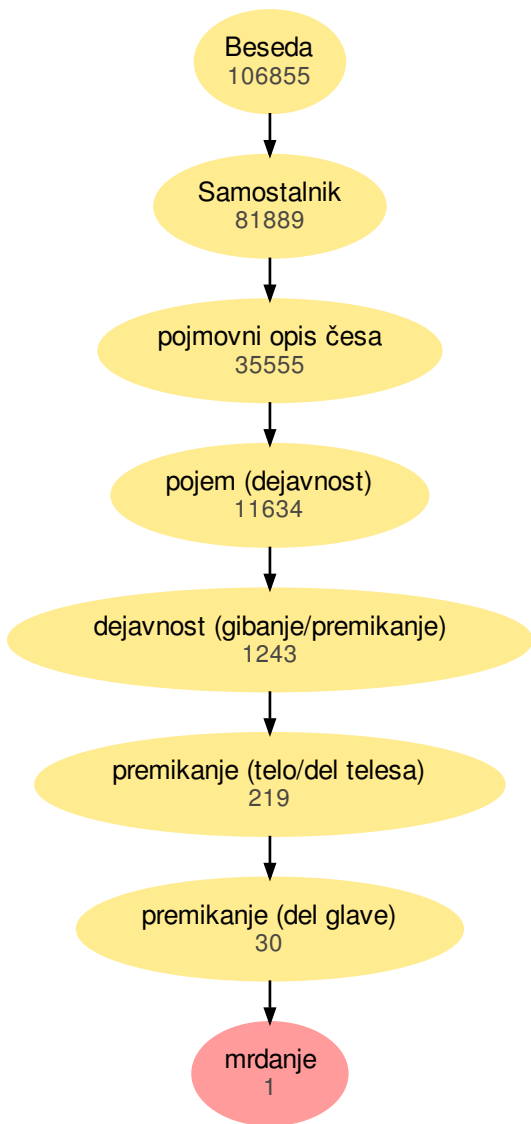 Beseda
106855
Samostalnik
81889
pojmovni opis česa
35555
pojem (dejavnost)
11634
dejavnost (gibanje/premikanje)
1243
premikanje (telo/del telesa)
219
premikanje (del glave)
30
mrdanje
1